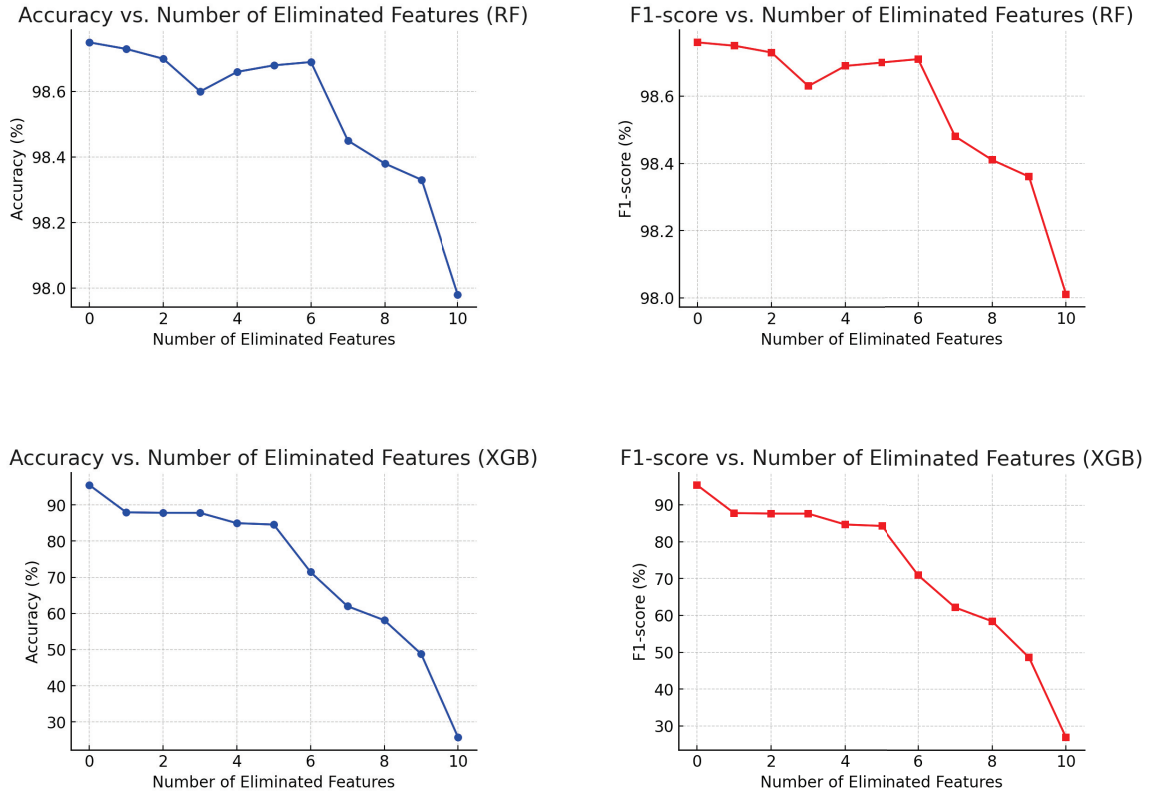 Accuracy vs. Number of Eliminated Features (RF)
98.6
98.4
98.2
98.0
Accuracy (%)
0 2 4 6 8 10
Number of Eliminated Features
F1-score vs. Number of Eliminated Features (RF)
98.6
98.4
98.2
98.0
F1-score (%)
0 2 4 6 8 10
Number of Eliminated Features
Accuracy vs. Number of Eliminated Features (XGB)
90
80
70
60
50
40
30
Accuracy (%)
0 2 4 6 8 10
Number of Eliminated Features
F1-score vs. Number of Eliminated Features (XGB)
90
80
70
60
50
40
30
F1-score (%)
0 2 4 6 8 10
Number of Eliminated Features